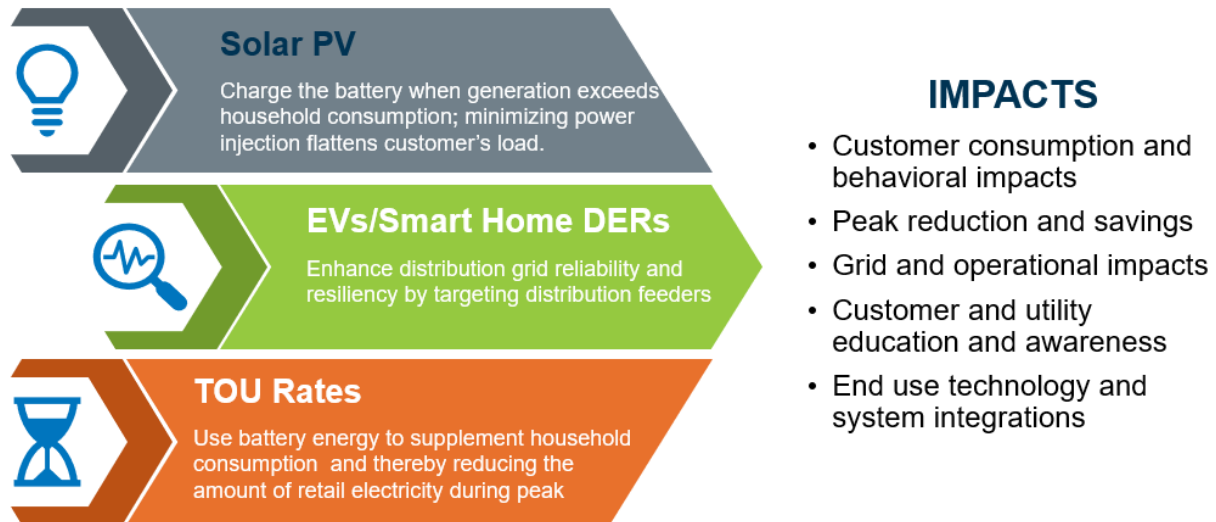 Solar PV
Charge the battery when generation exceeds
household consumption; minimizing power
injection flattens customer's load.
EVs/Smart Home DERs
Enhance distribution grid reliability and
resiliency by targeting distribution feeders
TOU Rates
Use battery energy to supplement household
consumption  and thereby reducing the
amount of retail electricity during peak
IMPACTS
• Customer consumption and
behavioral impacts
• Peak reduction and savings
• Grid and operational impacts
• Customer and utility
education and awareness
• End use technology and
system integrations